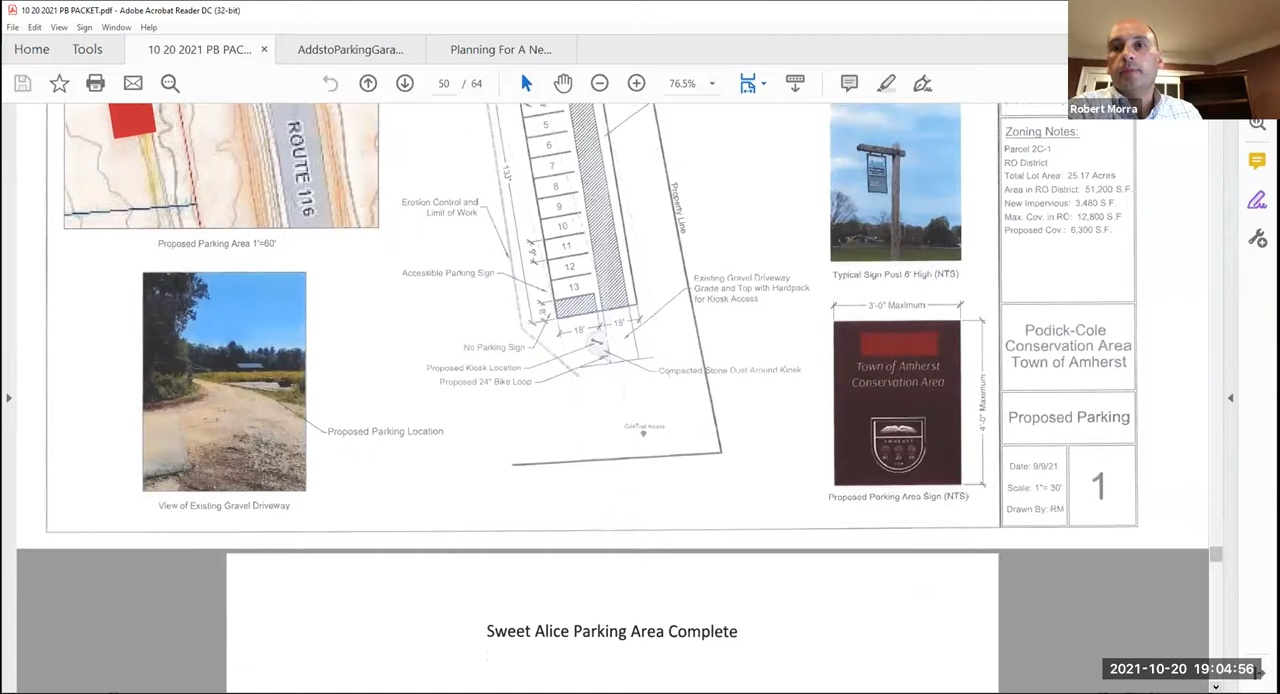 10 20 2021 PB PACKET.pdf - Adobe Acrobat Reader DC (32-bit)
File Edit View Sign Window Help
Home Tools 10 20 2021 PB PAC... × AddstoParkingGara... Planning For A Ne...
50 / 64 76.5%
Robert Morra
ROUTE 116
Proposed Parking Area 1'=60'
View of Existing Gravel Driveway
Proposed Parking Location
133'
4
5
6
7
8
9
10
11
12
13
9'
8'
18' 18'
Erosion Control and
Limit of Work
Accessible Parking Sign
No Parking Sign
Proposed Kiosk Location
Proposed 24" Bike Loop
Property Line
Existing Gravel Driveway
Grade and Top with Hardpack
for Kiosk Access
Compacted Stone Dust Around Kiosk
Typical Sign Post 6' High (NTS)
3'-0" Maximum
Town of Amherst
Conservation Area
AMHERST
4'-0" Maximum
Proposed Parking Area Sign (NTS)
Zoning Notes:
Parcel 2C-1
RO District
Total Lot Area: 25.17 Acres
Area in RO District: 51,200 S.F.
New Impervious: 3,480 S.F.
Max. Cov. in RC: 12,800 S.F
Proposed Cov.: 6,300 S.F.
Podick-Cole
Conservation Area
Town of Amherst
Proposed Parking
Date: 9/9/21
Scale: 1"= 30'
Drawn By: RM
1
Sweet Alice Parking Area Complete
2021-10-20 19:04:56